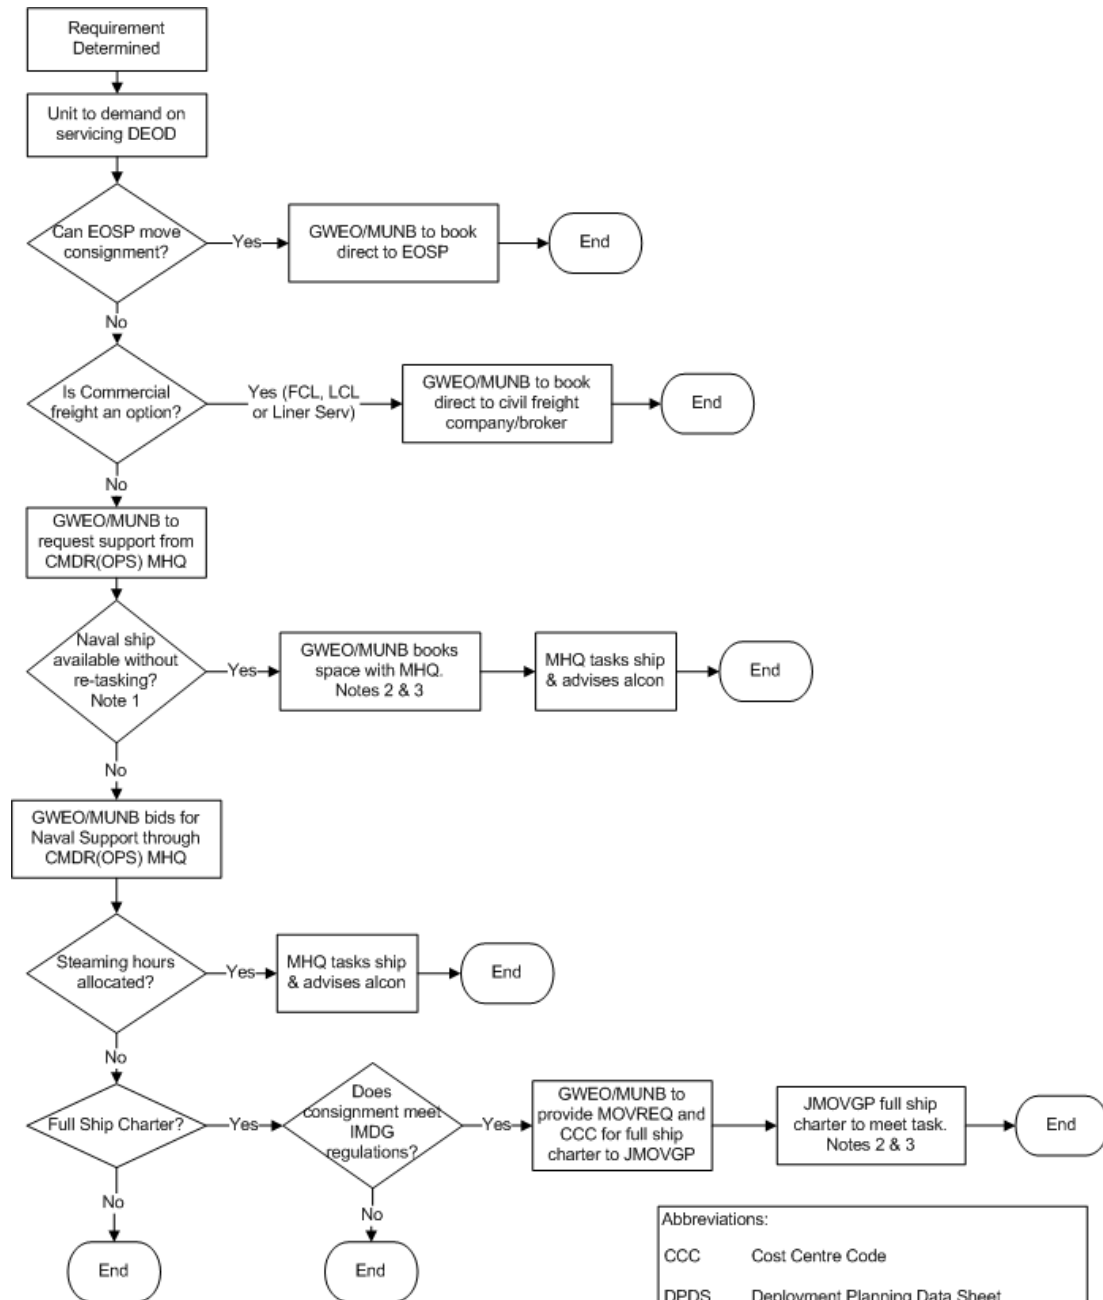 Requirement
Determined
Unit to demand on
servicing DEOD
Can EOSP move
consignment?
Yes
GWEO/MUNB to book
direct to EOSP
End
No
Is Commercial
freight an option?
Yes (FCL, LCL
or Liner Serv)
GWEO/MUNB to book
direct to civil freight
company/broker
End
No
GWEO/MUNB to
request support from
CMDR(OPS) MHQ
Naval ship
available without
re-tasking?
Note 1
Yes
GWEO/MUNB books
space with MHQ.
Notes 2 & 3
MHQ tasks ship
& advises alcon
End
No
GWEO/MUNB bids for
Naval Support through
CMDR(OPS) MHQ
Steaming hours
allocated?
Yes
MHQ tasks ship
& advises alcon
End
No
Full Ship Charter?
Yes
Does
consignment meet
IMDG
regulations?
Yes
GWEO/MUNB to
provide MOVREQ and
CCC for full ship
charter to JMOVGP
JMOVGP full ship
charter to meet task.
Notes 2 & 3
End
No
End
No
End
Abbreviations:
CCC Cost Centre Code
DPDS Deployment Planning Data Sheet